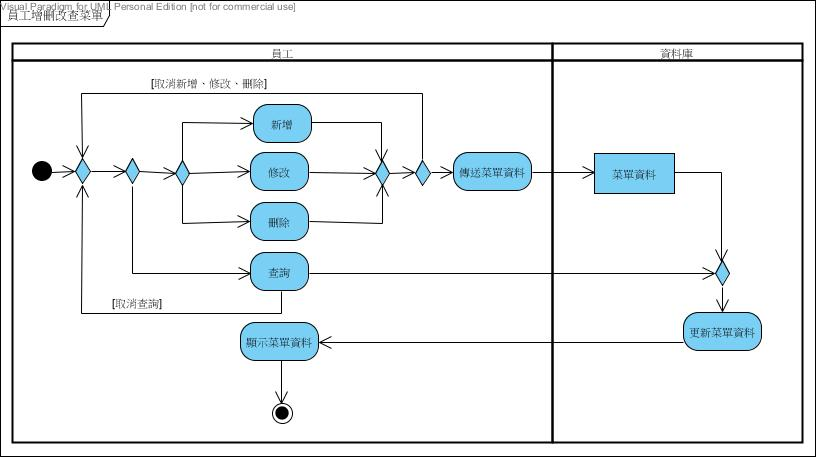 Visual Paradigm for UML Personal Edition [not for commercial use]
員工增刪改查菜單
員工
資料庫
[取消新增、修改、刪除]
新增
修改
傳送菜單資料
菜單資料
刪除
查詢
[取消查詢]
更新菜單資料
顯示菜單資料